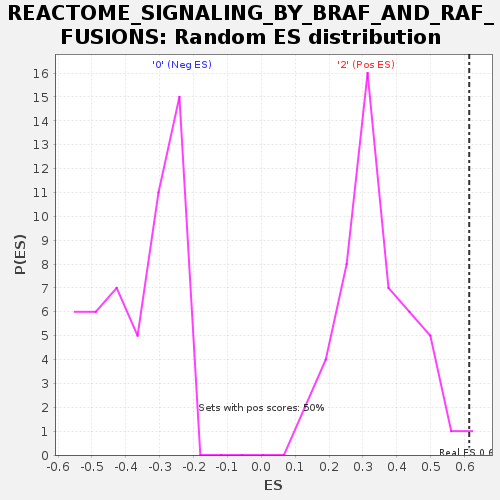 REACTOME_SIGNALING_BY_BRAF_AND_RAF_
FUSIONS: Random ES distribution
'0' (Neg ES)
'2' (Pos ES)
16
15
14
13
12
11
10
9
8
7
6
5
4
3
2
1
0
P(ES)
Sets with pos scores: 50%
Real ES 0.6
-0.6 -0.5 -0.4 -0.3 -0.2 -0.1 0.0 0.1 0.2 0.3 0.4 0.5 0.6
ES